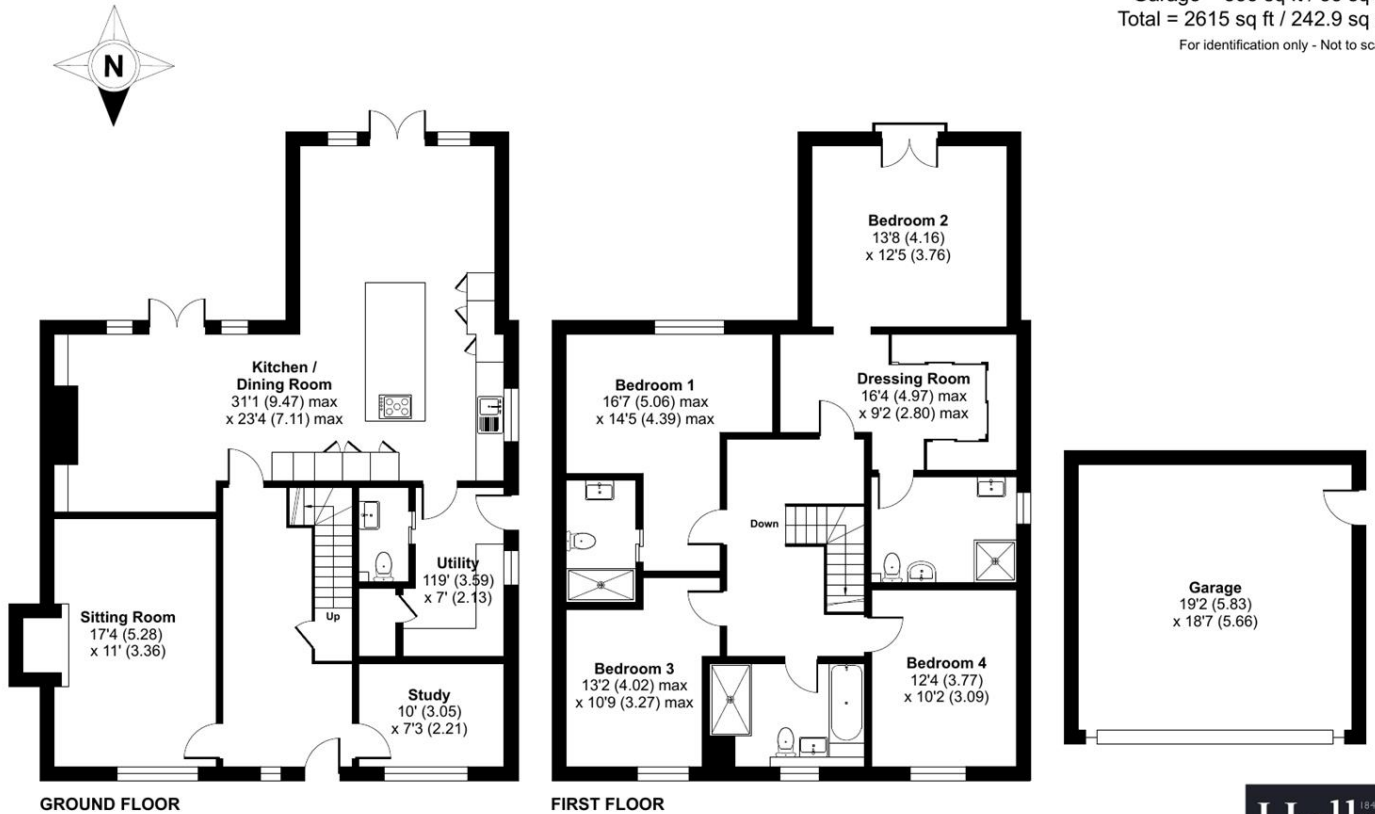 Total = 2615 sq ft / 242.9 sq
For identification only - Not to sc
N
Bedroom 2
13'8 (4.16)
x 12'5 (3.76)
Kitchen /
Dining Room
31'1 (9.47) max
x 23'4 (7.11) max
Bedroom 1
16'7 (5.06) max
x 14'5 (4.39) max
Dressing Room
16'4 (4.97) max
x 9'2 (2.80) max
Down
Utility
119' (3.59)
x 7' (2.13)
Up
Sitting Room
17'4 (5.28)
x 11' (3.36)
Garage
19'2 (5.83)
x 18'7 (5.66)
Bedroom 3
13'2 (4.02) max
x 10'9 (3.27) max
Bedroom 4
12'4 (3.77)
x 10'2 (3.09)
Study
10' (3.05)
x 7'3 (2.21)
GROUND FLOOR
FIRST FLOOR